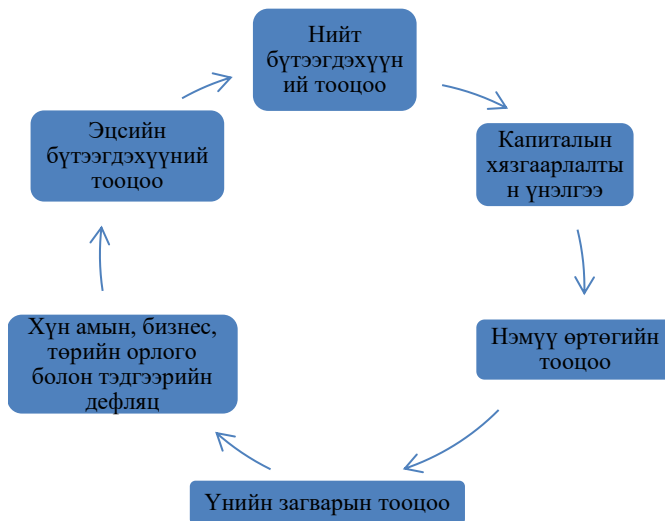 Нийт
бүтээгдэхүүн
ий тооцоо
Капиталын
хязгаарлалты
н үнэлгээ
Нэмүү өртөгийн
тооцоо
Үнийн загварын тооцоо
Хүн амын, бизнес,
төрийн орлого
болон тэдгээрийн
дефляц
Эцсийн
бүтээгдэхүүний
тооцоо